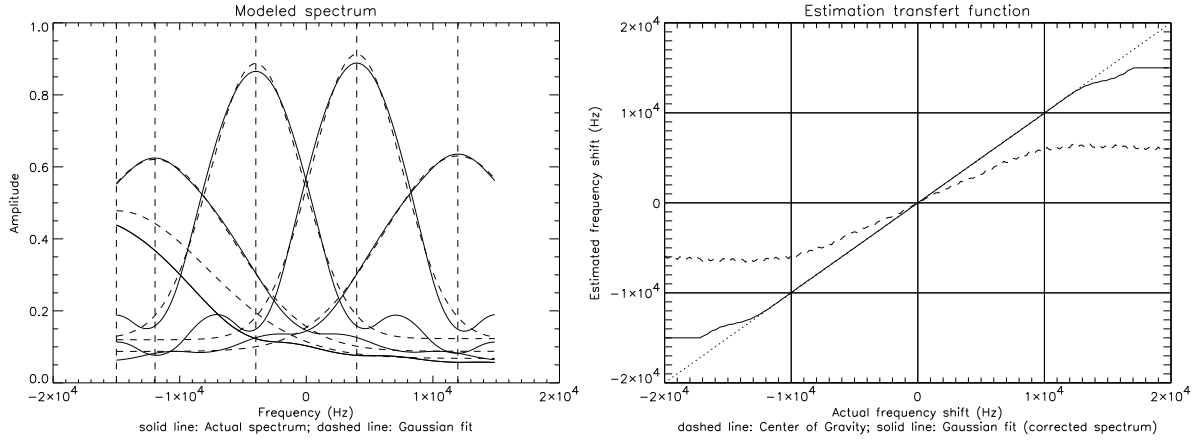 Modeled spectrum
1.0
0.8
0.6
0.4
0.2
0.0
Amplitude
−2×10⁴ −1×10⁴ 0 1×10⁴ 2×10⁴
Frequency (Hz)
solid line: Actual spectrum; dashed line: Gaussian fit
Estimation transfert function
2×10⁴
1×10⁴
0
−1×10⁴
−2×10⁴
Estimated frequency shift (Hz)
−2×10⁴ −1×10⁴ 0 1×10⁴ 2×10⁴
Actual frequency shift (Hz)
dashed line: Center of Gravity; solid line: Gaussian fit (corrected spectrum)